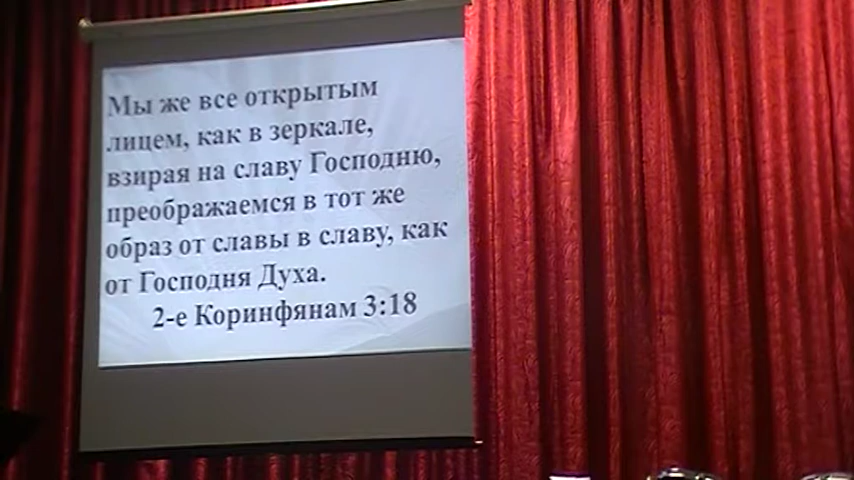 Мы же все открытым
лицем, как в зеркале,
взирая на славу Господню,
преображаемся в тот же
образ от славы в славу, как
от Господня Духа.
2-е Коринфянам 3:18